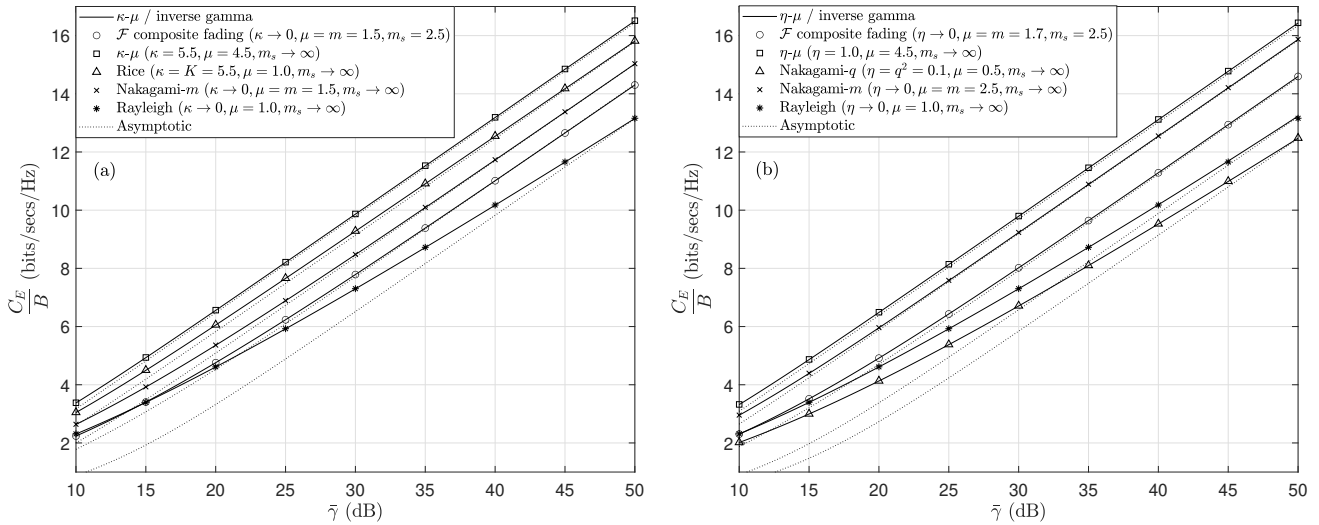 κ-μ / inverse gamma
F composite fading (κ → 0, μ = m = 1.5, m_s = 2.5)
κ-μ (κ = 5.5, μ = 4.5, m_s → ∞)
Rice (κ = K = 5.5, μ = 1.0, m_s → ∞)
Nakagami-m (κ → 0, μ = m = 1.5, m_s → ∞)
Rayleigh (κ → 0, μ = 1.0, m_s → ∞)
Asymptotic
(a)
16
14
12
10
8
6
4
2
C_E/B (bits/secs/Hz)
10 15 20 25 30 35 40 45 50
γ̄ (dB)
η-μ / inverse gamma
F composite fading (η → 0, μ = m = 1.7, m_s = 2.5)
η-μ (η = 1.0, μ = 4.5, m_s → ∞)
Nakagami-q (η = q² = 0.1, μ = 0.5, m_s → ∞)
Nakagami-m (η → 0, μ = m = 2.5, m_s → ∞)
Rayleigh (η → 0, μ = 1.0, m_s → ∞)
Asymptotic
(b)
16
14
12
10
8
6
4
2
C_E/B (bits/secs/Hz)
10 15 20 25 30 35 40 45 50
γ̄ (dB)